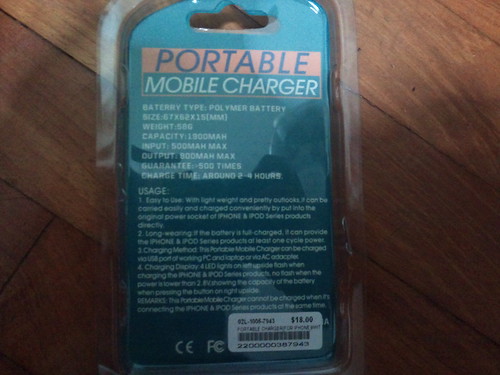 PORTABLE
MOBILE CHARGER
BATERRY TYPE: POLYMER BATTERY
SIZE:67X62X15(MM)
WEIGHT:58G
CAPACITY:1900MAH
INPUT: 500MAH MAX
OUTPUT: 800MAH MAX
GUARANTEE:-500 TIMES
CHARGE TIME: AROUND 2-4 HOURS.
USAGE:
1. Easy to Use: With light weight and pretty outlooks, it can be
carried easily and charged conveniently by put into the
original power socket of IPHONE & IPOD Series products
directly.
2. Long-wearing: If the battery is full-charged, it can provide
the IPHONE & IPOD Series products at least one cycle power.
3. Charging Method: This Portable Mobile Charger can be charged
via USB port of working PC and laptop or via AC adapter.
4. Charging Display: 4 LED lights on left upside flash when
charging the IPHONE & IPOD Series products, no flash when the
power is lower than 2.8V, showing the capacity of the battery
when pressing the button on right upside.
REMARKS: This Portable Mobile Charger cannot be charged when it's
connecting the IPHONE & IPOD Series products at the same time.
$18.00
PORTABLE CHARGER FOR IPHONE
2200000387943
CE FC